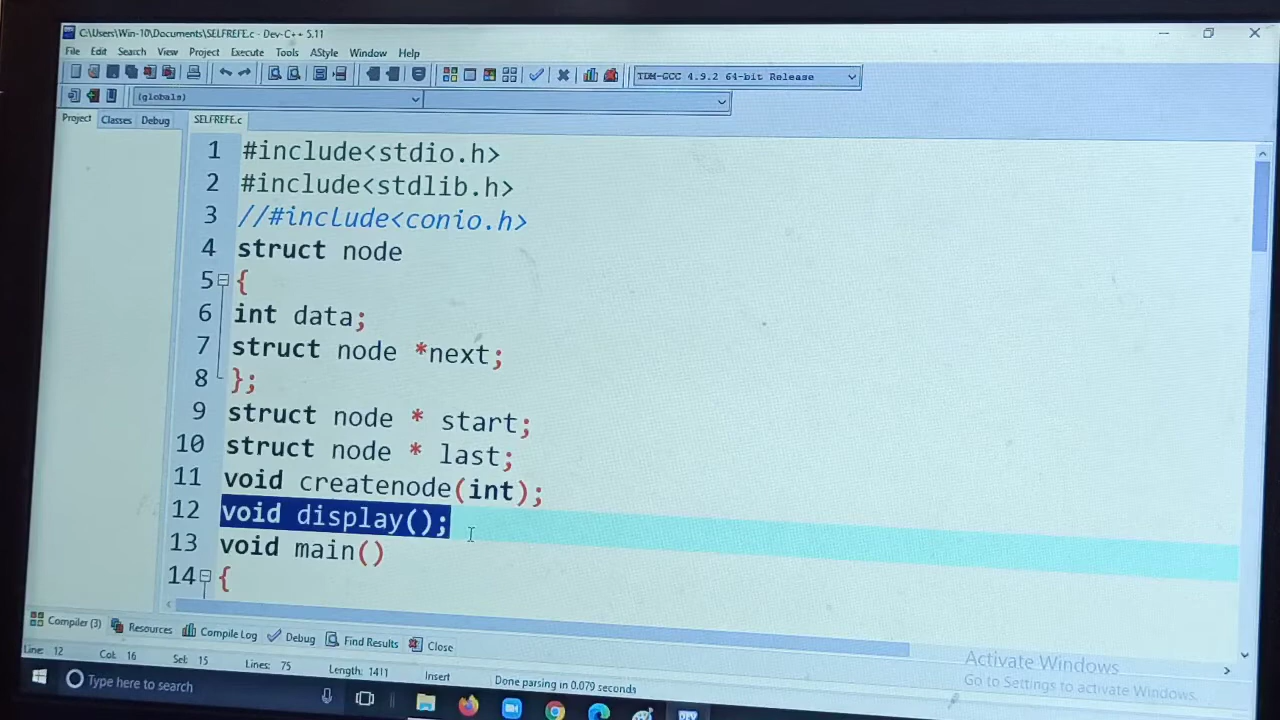 C:\Users\Win-10\Documents\SELFREFE.c - Dev-C++ 5.11
File Edit Search View Project Execute Tools AStyle Window Help
TDM-GCC 4.9.2 64-bit Release
(globals)
Project Classes Debug SELFREFE.c
1 #include<stdio.h>
2 #include<stdlib.h>
3 //#include<conio.h>
4 struct node
5 {
6 int data;
7 struct node *next;
8 };
9 struct node * start;
10 struct node * last;
11 void createnode(int);
12 void display();
13 void main()
14 {
Compiler (3) Resources Compile Log Debug Find Results Close
Line: 12 Col: 16 Sel: 15 Lines: 75 Length: 1411 Insert Done parsing in 0.079 seconds
Activate Windows
Go to Settings to activate Windows.
Type here to search
DEV